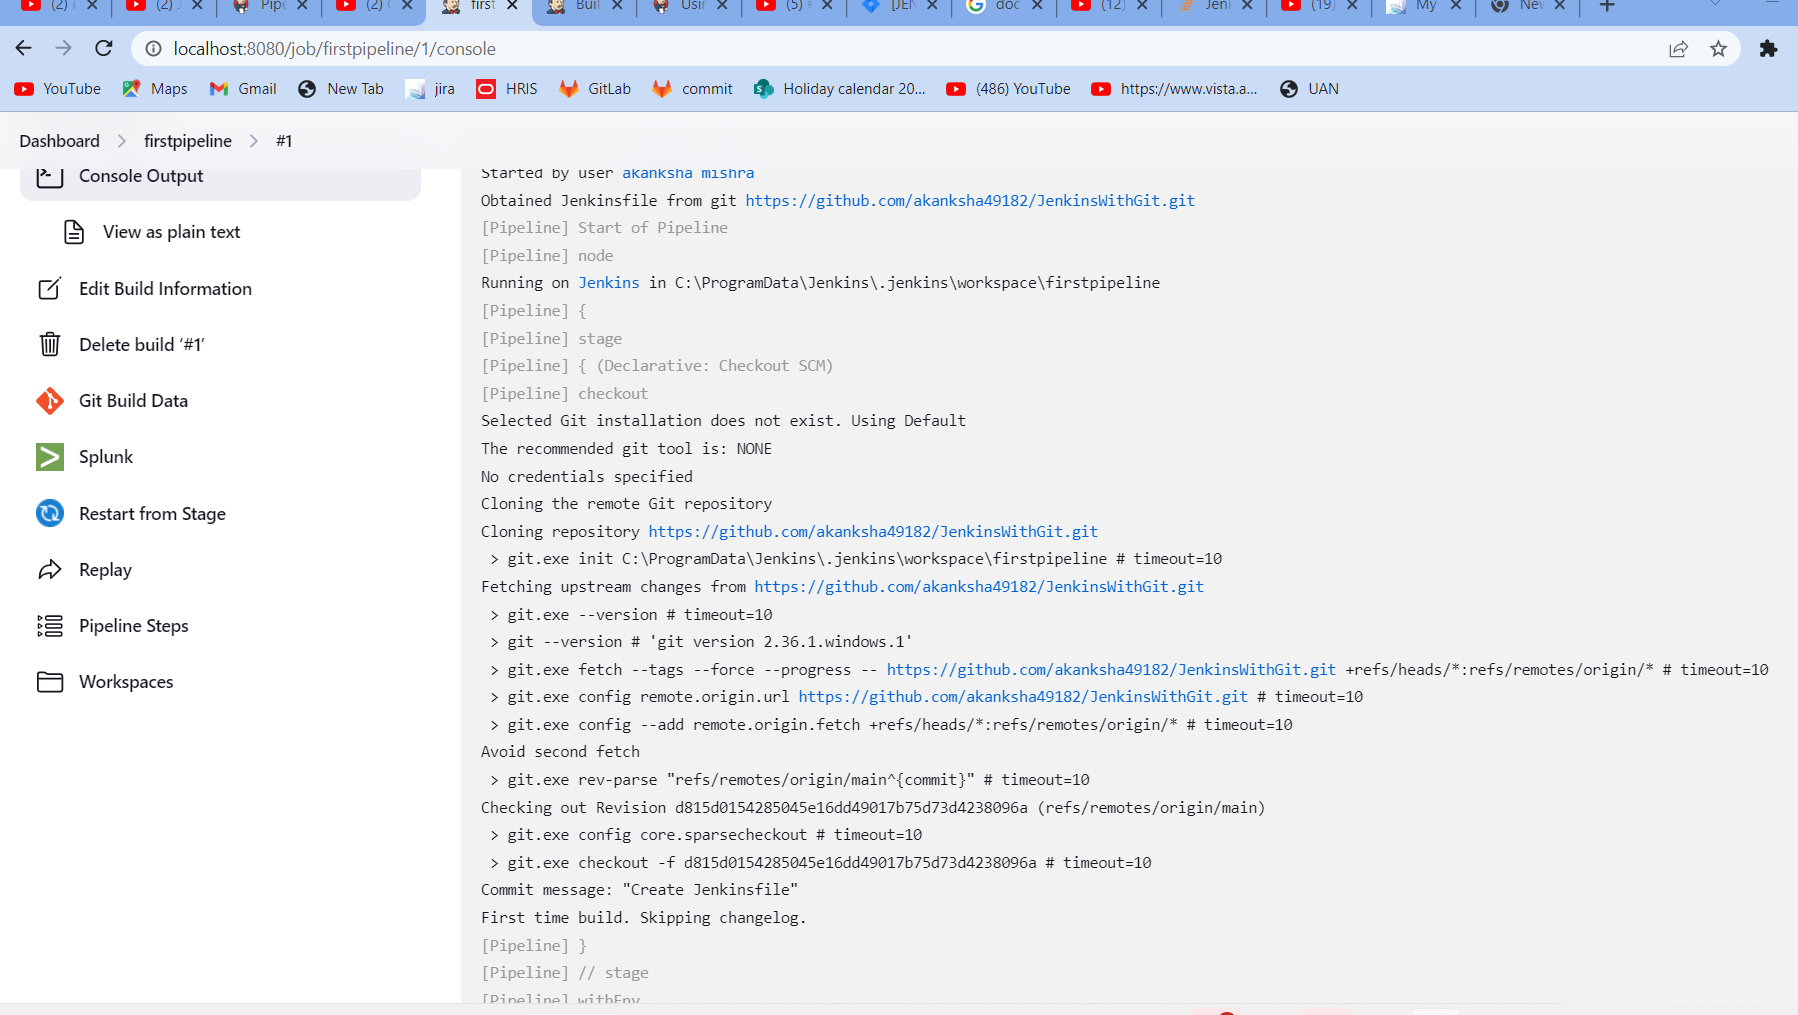 (2)
(2) J
Pipe
(2)
first
Buil
Usin
(5)
[JEN
doc
(12)
Jenk
(19)
My
Nev
localhost:8080/job/firstpipeline/1/console
YouTube Maps Gmail New Tab jira HRIS GitLab commit Holiday calendar 20... (486) YouTube https://www.vista.a... UAN
Dashboard firstpipeline #1
Console Output
View as plain text
Edit Build Information
Delete build ‘#1’
Git Build Data
Splunk
Restart from Stage
Replay
Pipeline Steps
Workspaces
Started by user akanksha mishra
Obtained Jenkinsfile from git https://github.com/akanksha49182/JenkinsWithGit.git
[Pipeline] Start of Pipeline
[Pipeline] node
Running on Jenkins in C:\ProgramData\Jenkins\.jenkins\workspace\firstpipeline
[Pipeline] {
[Pipeline] stage
[Pipeline] { (Declarative: Checkout SCM)
[Pipeline] checkout
Selected Git installation does not exist. Using Default
The recommended git tool is: NONE
No credentials specified
Cloning the remote Git repository
Cloning repository https://github.com/akanksha49182/JenkinsWithGit.git
> git.exe init C:\ProgramData\Jenkins\.jenkins\workspace\firstpipeline # timeout=10
Fetching upstream changes from https://github.com/akanksha49182/JenkinsWithGit.git
> git.exe --version # timeout=10
> git --version # 'git version 2.36.1.windows.1'
> git.exe fetch --tags --force --progress -- https://github.com/akanksha49182/JenkinsWithGit.git +refs/heads/*:refs/remotes/origin/* # timeout=10
> git.exe config remote.origin.url https://github.com/akanksha49182/JenkinsWithGit.git # timeout=10
> git.exe config --add remote.origin.fetch +refs/heads/*:refs/remotes/origin/* # timeout=10
Avoid second fetch
> git.exe rev-parse "refs/remotes/origin/main^{commit}" # timeout=10
Checking out Revision d815d0154285045e16dd49017b75d73d4238096a (refs/remotes/origin/main)
> git.exe config core.sparsecheckout # timeout=10
> git.exe checkout -f d815d0154285045e16dd49017b75d73d4238096a # timeout=10
Commit message: "Create Jenkinsfile"
First time build. Skipping changelog.
[Pipeline] }
[Pipeline] // stage
[Pipeline] withEnv